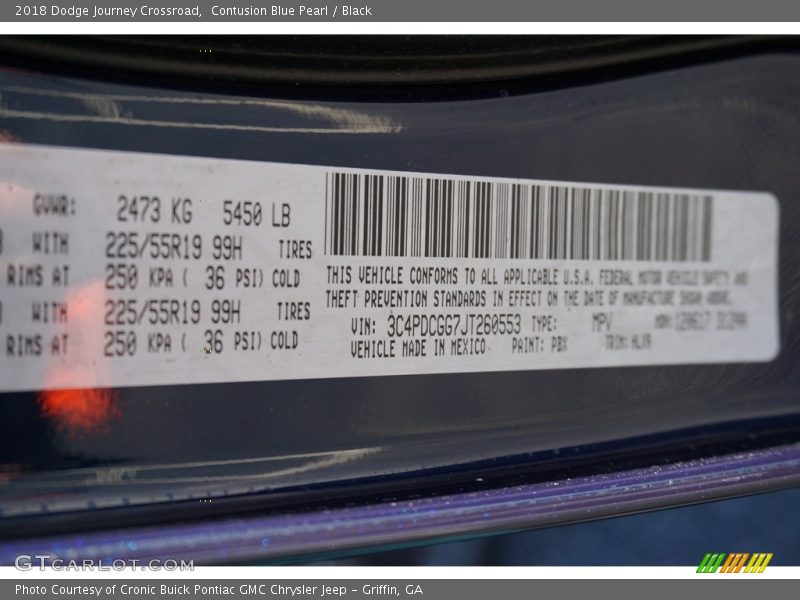 2018 Dodge Journey Crossroad,  Contusion Blue Pearl / Black
GVWR: 2473 KG 5450 LB
WITH 225/55R19 99H TIRES
RIMS AT 250 KPA ( 36 PSI) COLD
WITH 225/55R19 99H TIRES
RIMS AT 250 KPA ( 36 PSI) COLD
THIS VEHICLE CONFORMS TO ALL APPLICABLE U.S.A. FEDERAL MOTOR VEHICLE SAFETY AND
THEFT PREVENTION STANDARDS IN EFFECT ON THE DATE OF MANUFACTURE SHOWN ABOVE.
VIN: 3C4PDCGG7JT260553 TYPE: MPV
VEHICLE MADE IN MEXICO PAINT: PBX TRIM:
GTCARLOT.COM
Photo Courtesy of Cronic Buick Pontiac GMC Chrysler Jeep – Griffin, GA